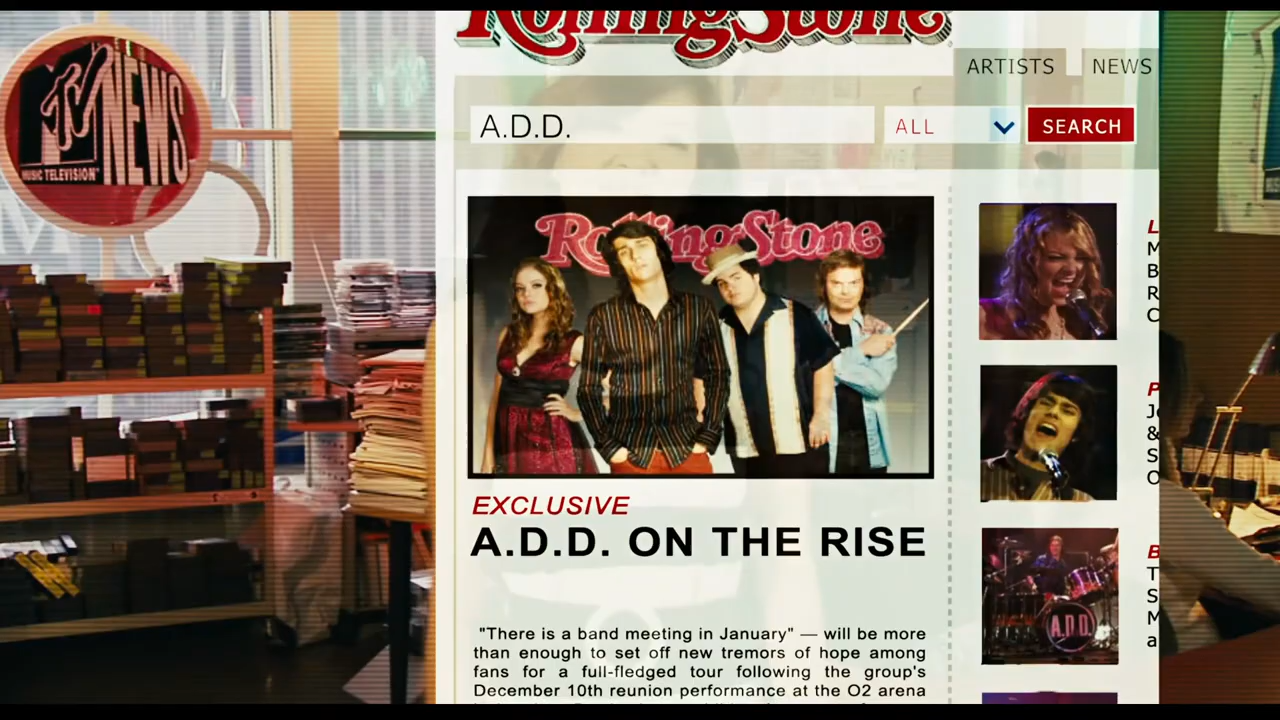 RollingStone
MTV NEWS
MUSIC TELEVISION
ARTISTS
NEWS
A.D.D.
ALL
SEARCH
RollingStone
EXCLUSIVE
A.D.D. ON THE RISE
"There is a band meeting in January" — will be more
than enough to set off new tremors of hope among
fans for a full-fledged tour following the group's
December 10th reunion performance at the O2 arena
L
M
B
R
C
P
&
S
O
A.D.D.
B
T
S
M
a